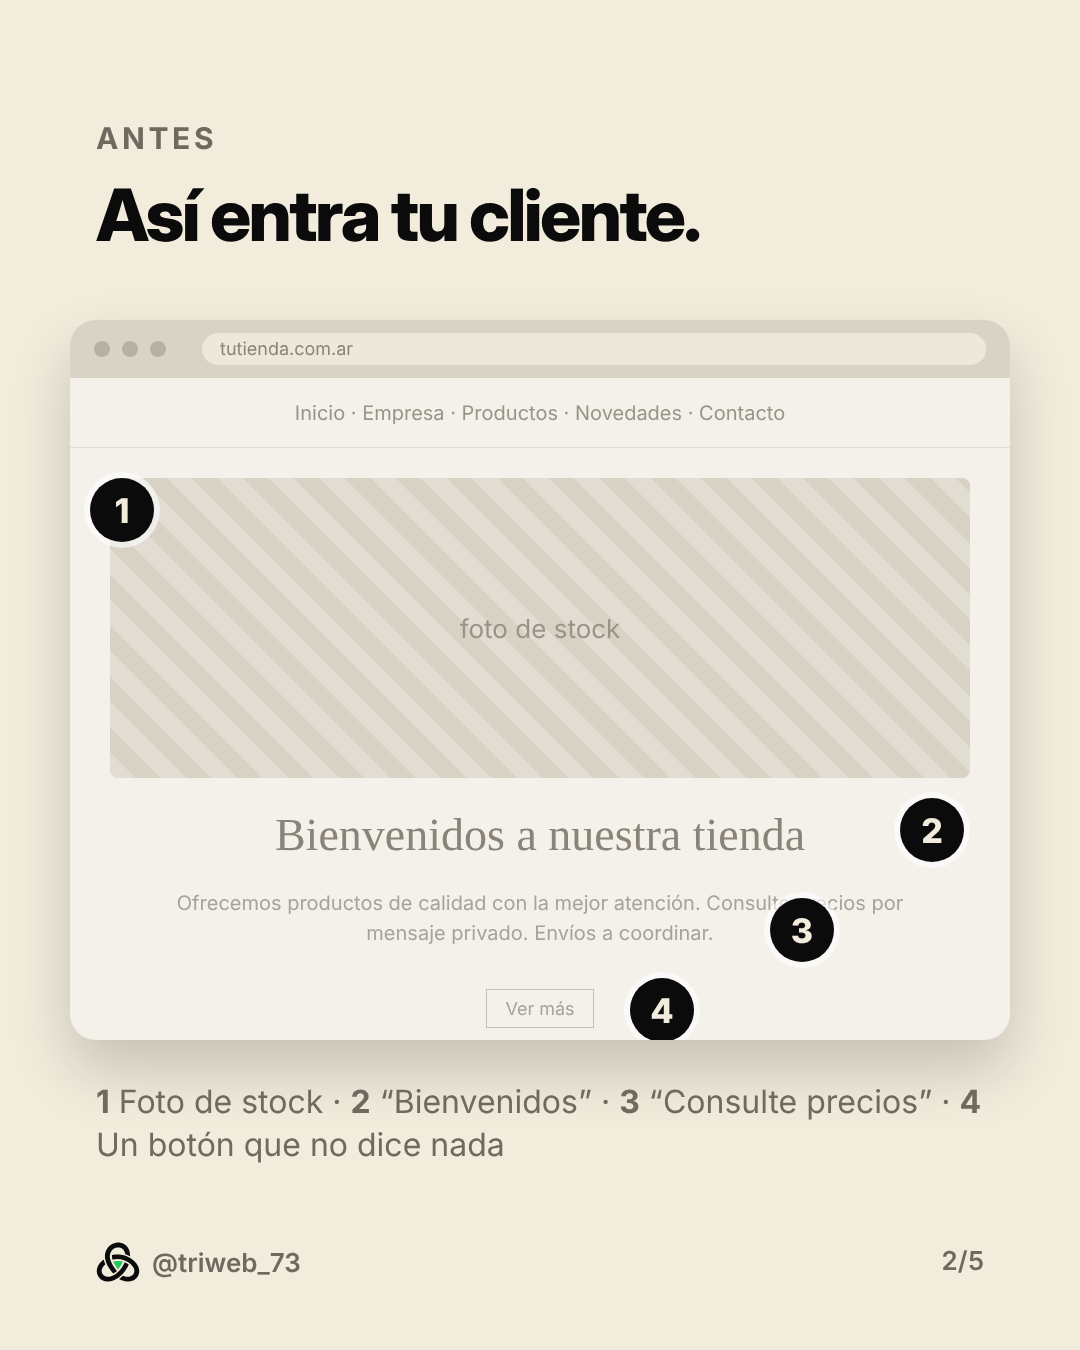 ANTES
Así entra tu cliente.
tutienda.com.ar
Inicio · Empresa · Productos · Novedades · Contacto
1
foto de stock
Bienvenidos a nuestra tienda
2
Ofrecemos productos de calidad con la mejor atención. Consulte por
mensaje privado. Envíos a coordinar.
3
Ver más
4
1 Foto de stock · 2 “Bienvenidos” · 3 “Consulte precios” · 4
Un botón que no dice nada
@triweb_73
2/5